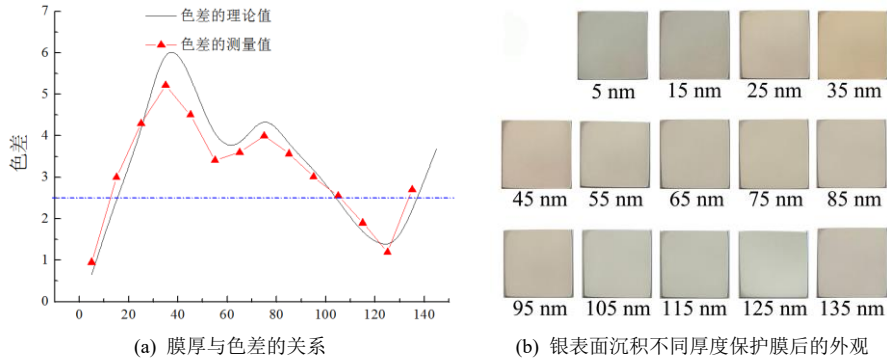 色差的理论值
色差的测量值
7
6
5
4
3
2
1
0
色差
0 20 40 60 80 100 120 140
(a) 膜厚与色差的关系
5 nm 15 nm 25 nm 35 nm
45 nm 55 nm 65 nm 75 nm 85 nm
95 nm 105 nm 115 nm 125 nm 135 nm
(b) 银表面沉积不同厚度保护膜后的外观